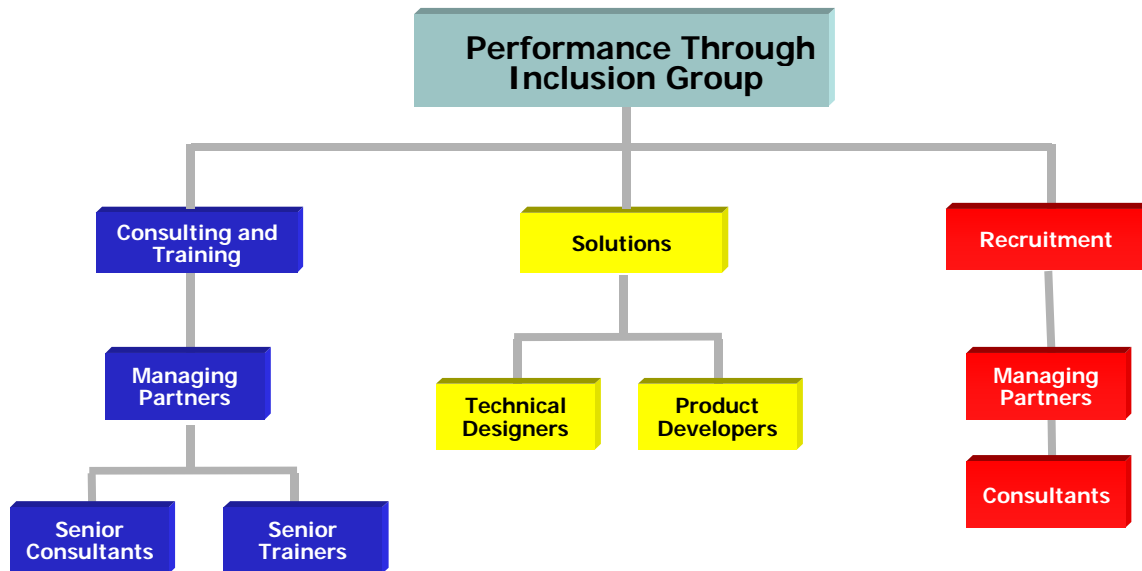 Performance Through
Inclusion Group
Consulting and
Training
Solutions
Recruitment
Managing
Partners
Technical
Designers
Product
Developers
Managing
Partners
Senior
Consultants
Senior
Trainers
Consultants